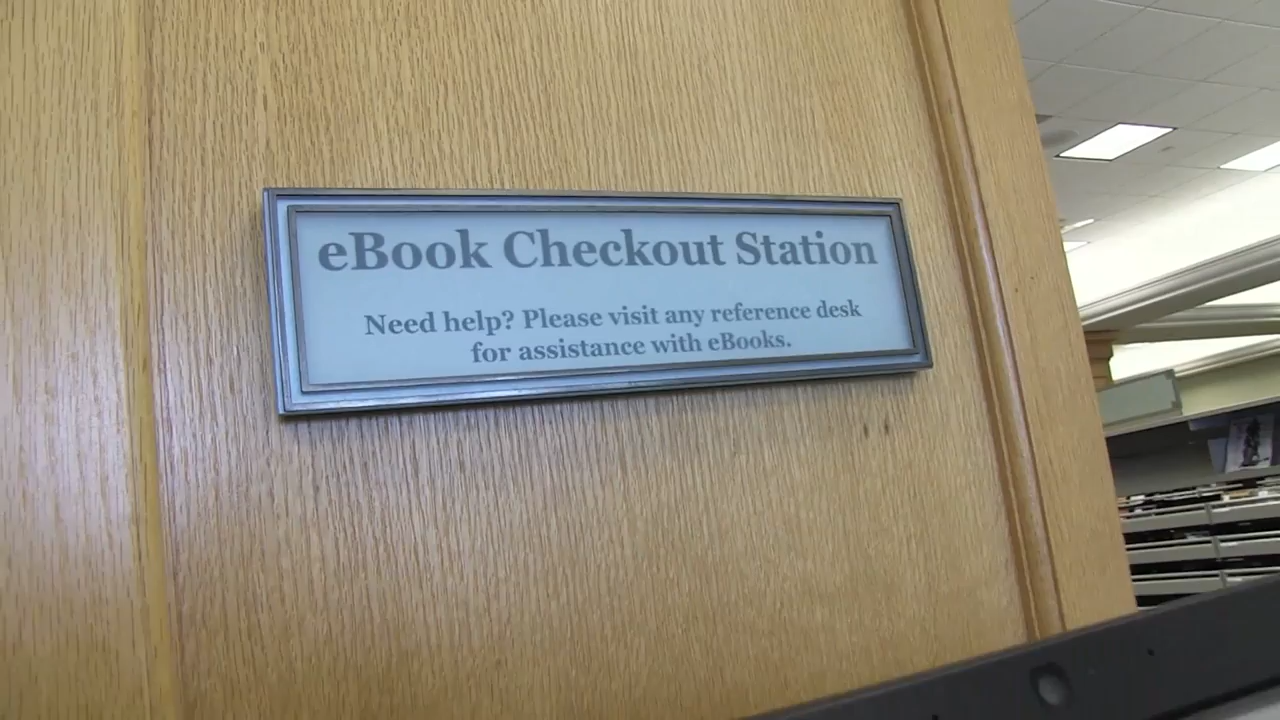 eBook Checkout Station
Need help? Please visit any reference desk
for assistance with eBooks.